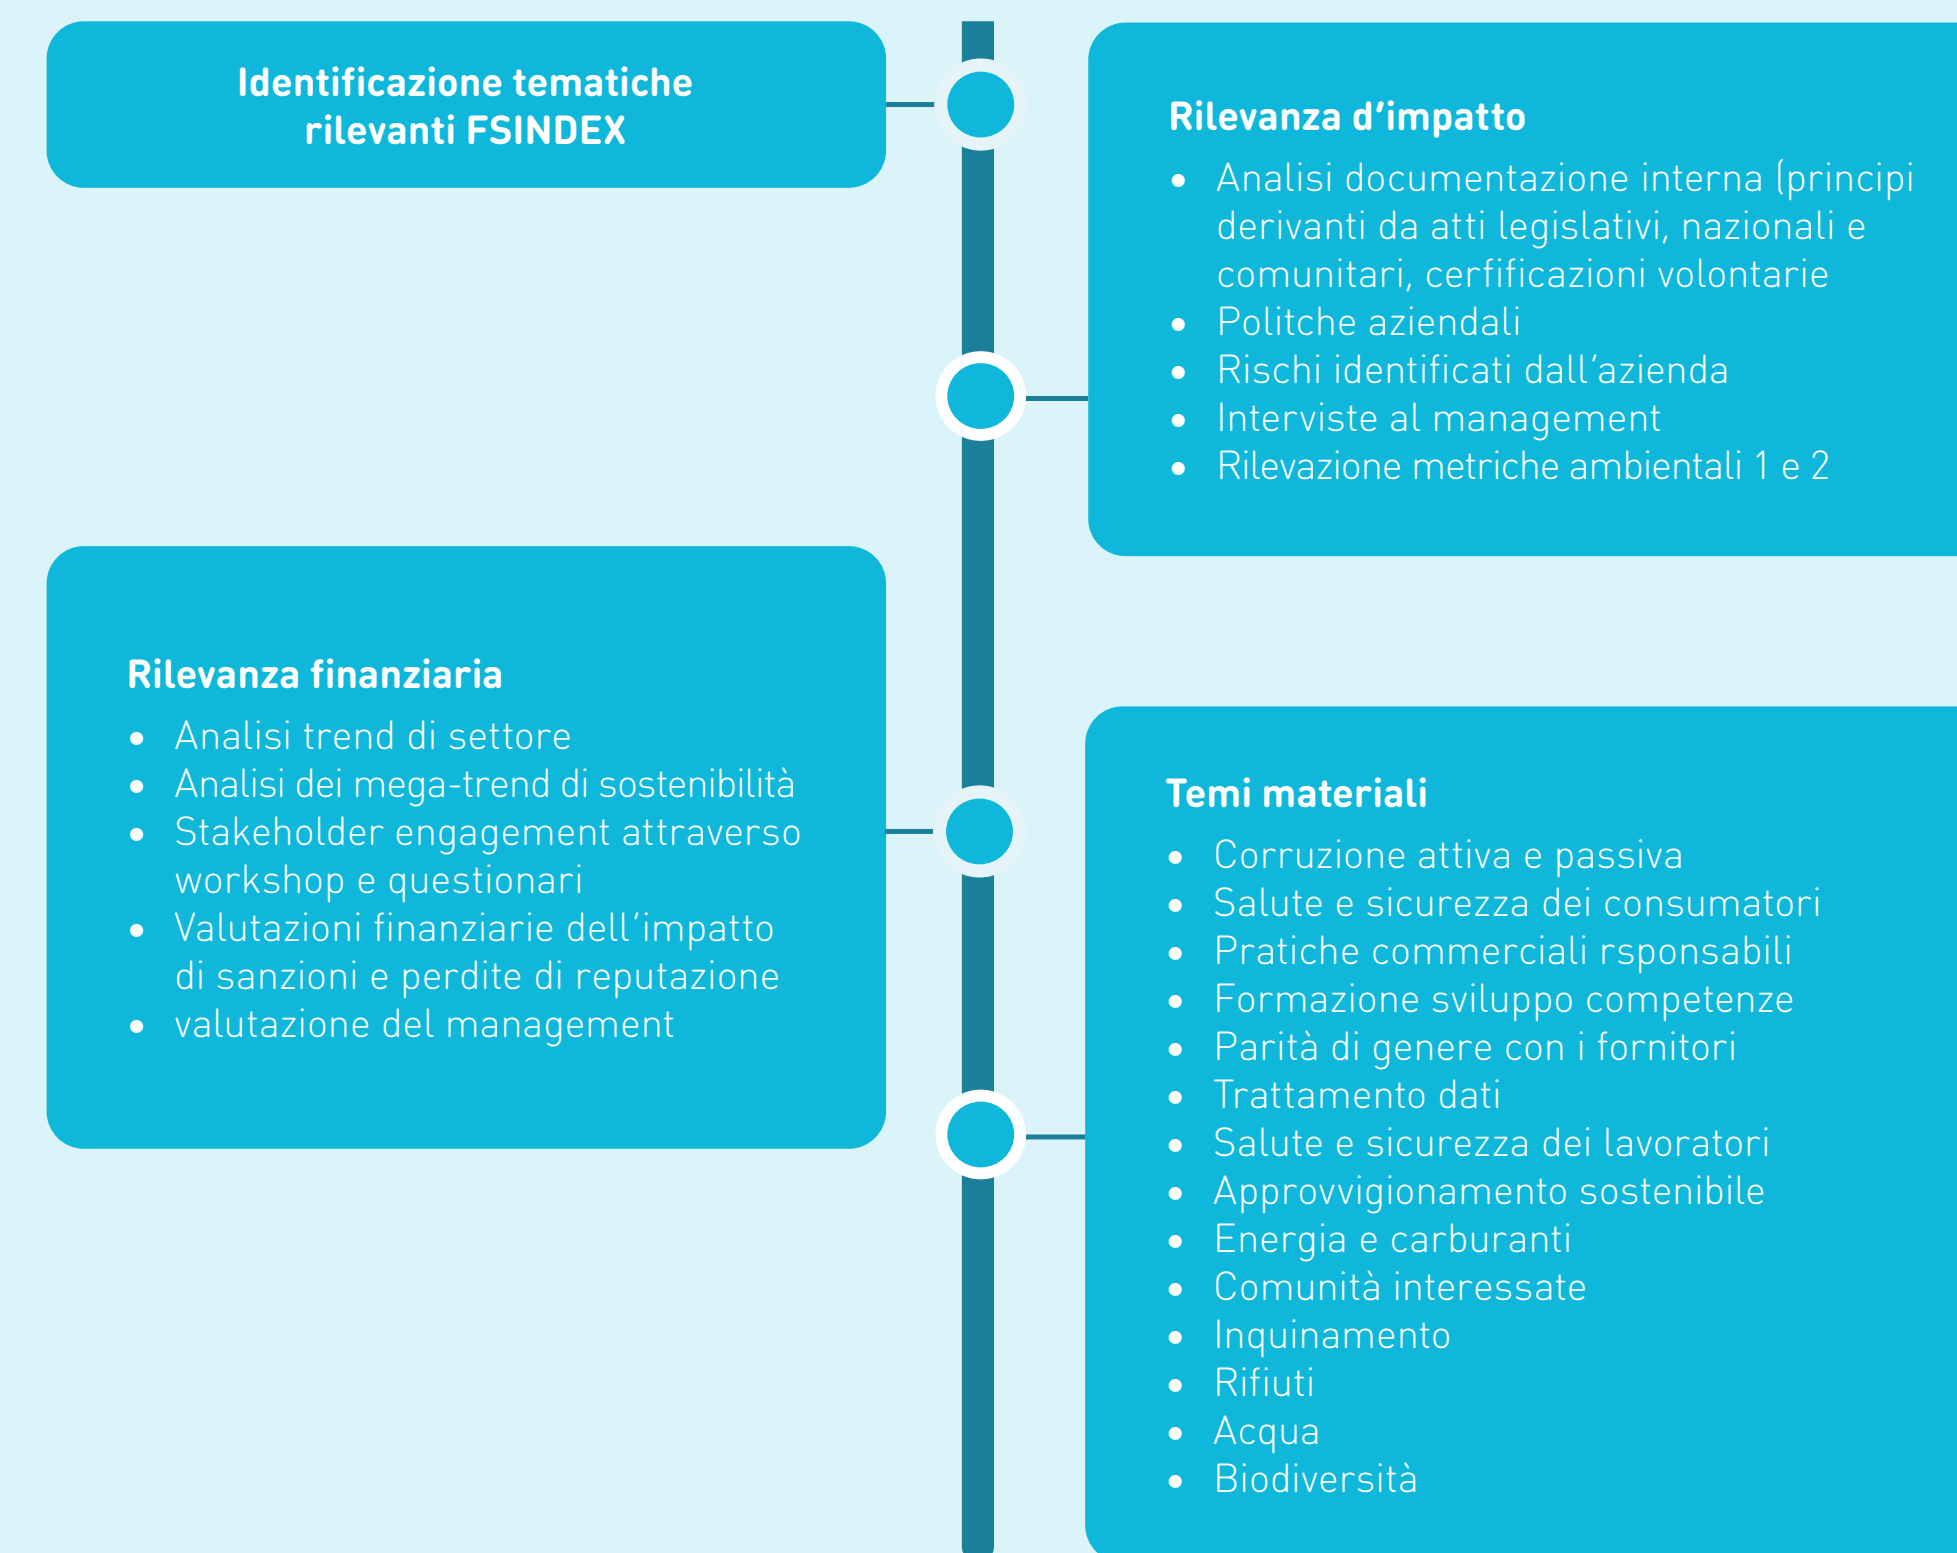 Identificazione tematiche
rilevanti FSINDEX
Rilevanza d'impatto
• Analisi documentazione interna (principi
derivanti da atti legislativi, nazionali e
comunitari, cerfificazioni volontarie
• Politche aziendali
• Rischi identificati dall'azienda
• Interviste al management
• Rilevazione metriche ambientali 1 e 2
Rilevanza finanziaria
• Analisi trend di settore
• Analisi dei mega-trend di sostenibilità
• Stakeholder engagement attraverso
workshop e questionari
• Valutazioni finanziarie dell'impatto
di sanzioni e perdite di reputazione
• valutazione del management
Temi materiali
• Corruzione attiva e passiva
• Salute e sicurezza dei consumatori
• Pratiche commerciali rsponsabili
• Formazione sviluppo competenze
• Parità di genere con i fornitori
• Trattamento dati
• Salute e sicurezza dei lavoratori
• Approvvigionamento sostenibile
• Energia e carburanti
• Comunità interessate
• Inquinamento
• Rifiuti
• Acqua
• Biodiversità